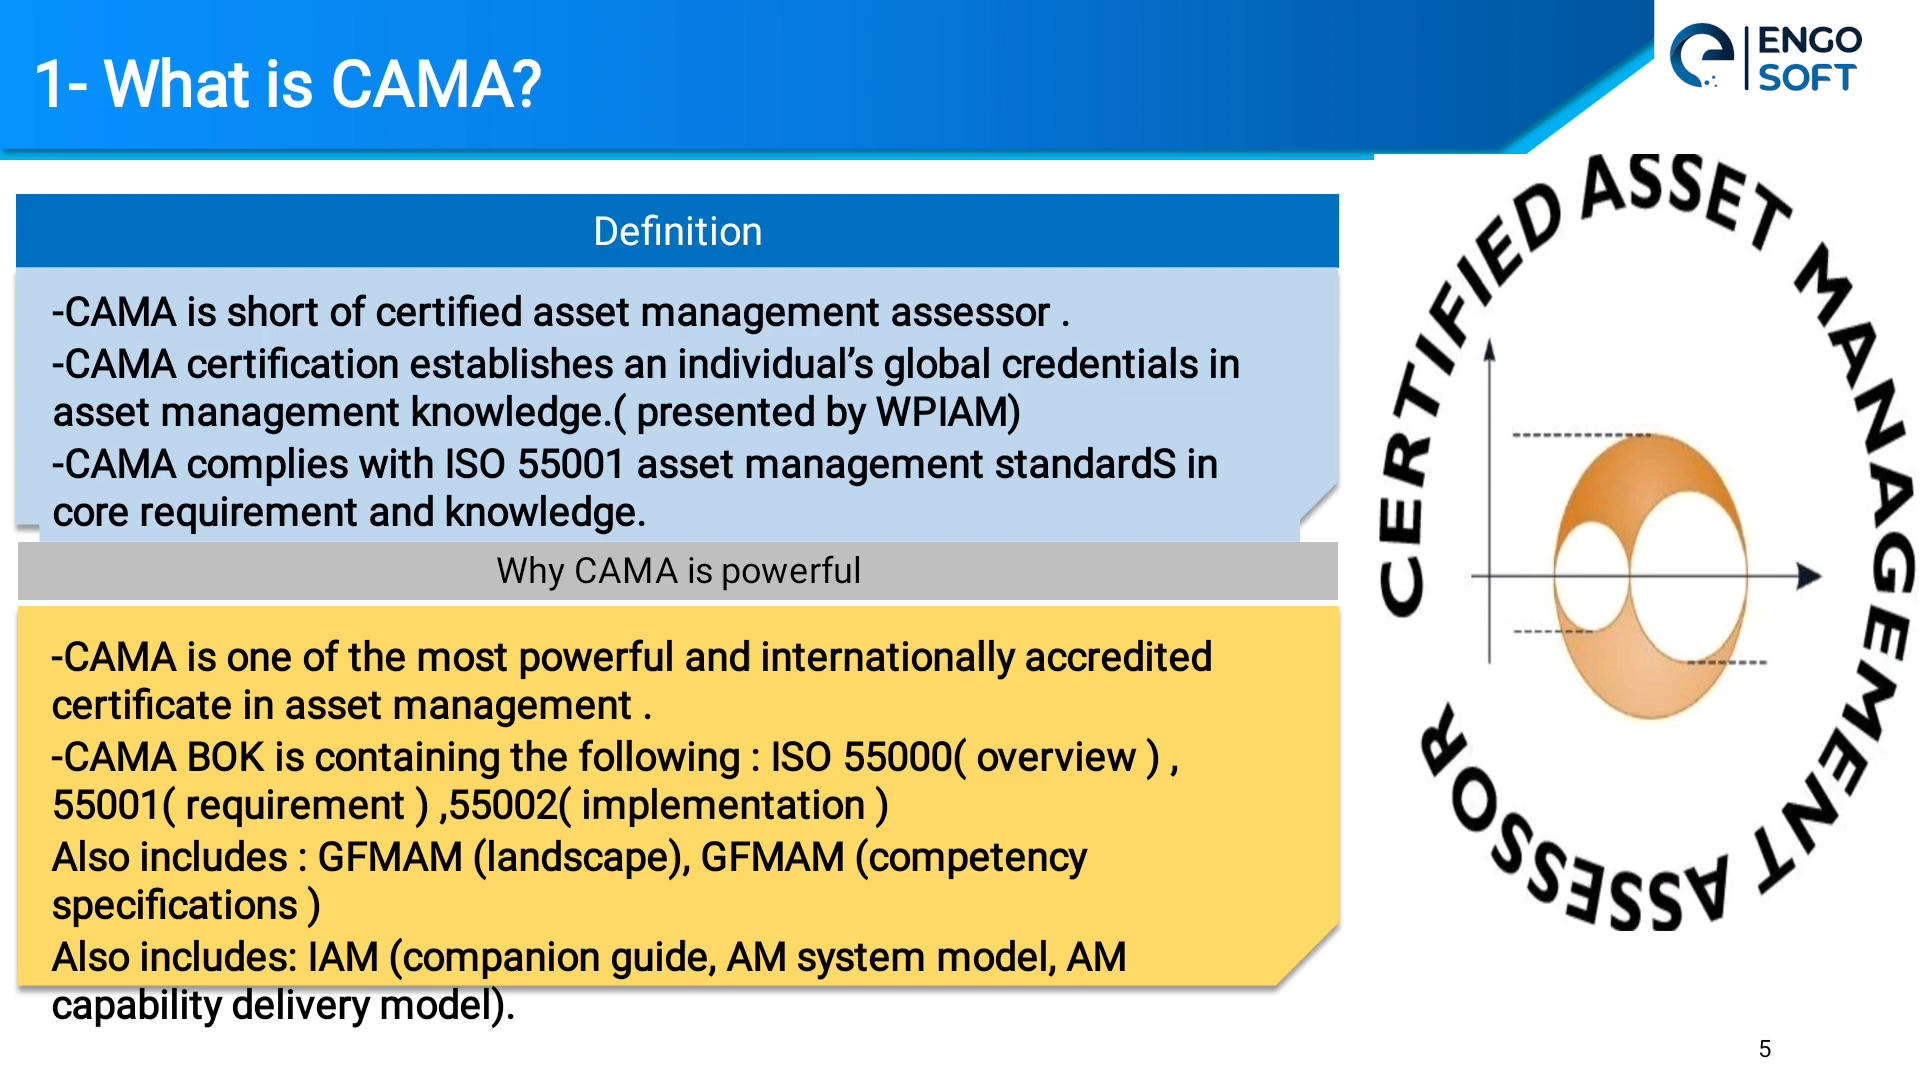 1- What is CAMA?
ENGO
SOFT
Definition
-CAMA is short of certified asset management assessor .
-CAMA certification establishes an individual’s global credentials in
asset management knowledge.( presented by WPIAM)
-CAMA complies with ISO 55001 asset management standardS in
core requirement and knowledge.
Why CAMA is powerful
-CAMA is one of the most powerful and internationally accredited
certificate in asset management .
-CAMA BOK is containing the following : ISO 55000( overview ) ,
55001( requirement ) ,55002( implementation )
Also includes : GFMAM (landscape), GFMAM (competency
specifications )
Also includes: IAM (companion guide, AM system model, AM
capability delivery model).
CERTIFIED ASSET MANAGEMENT ASSESSOR
5